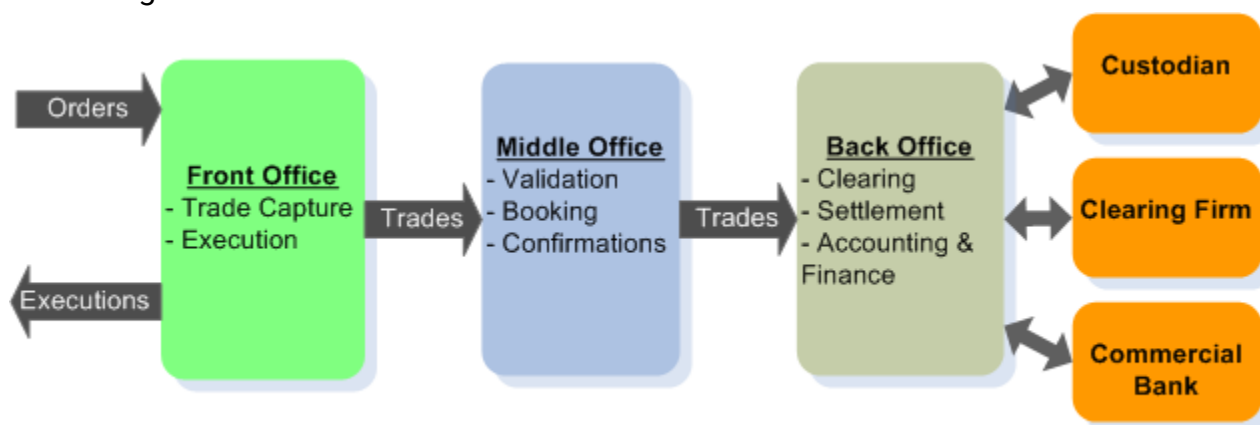 Orders
Executions
Front Office
- Trade Capture
- Execution
Trades
Middle Office
- Validation
- Booking
- Confirmations
Trades
Back Office
- Clearing
- Settlement
- Accounting &
Finance
Custodian
Clearing Firm
Commercial
Bank